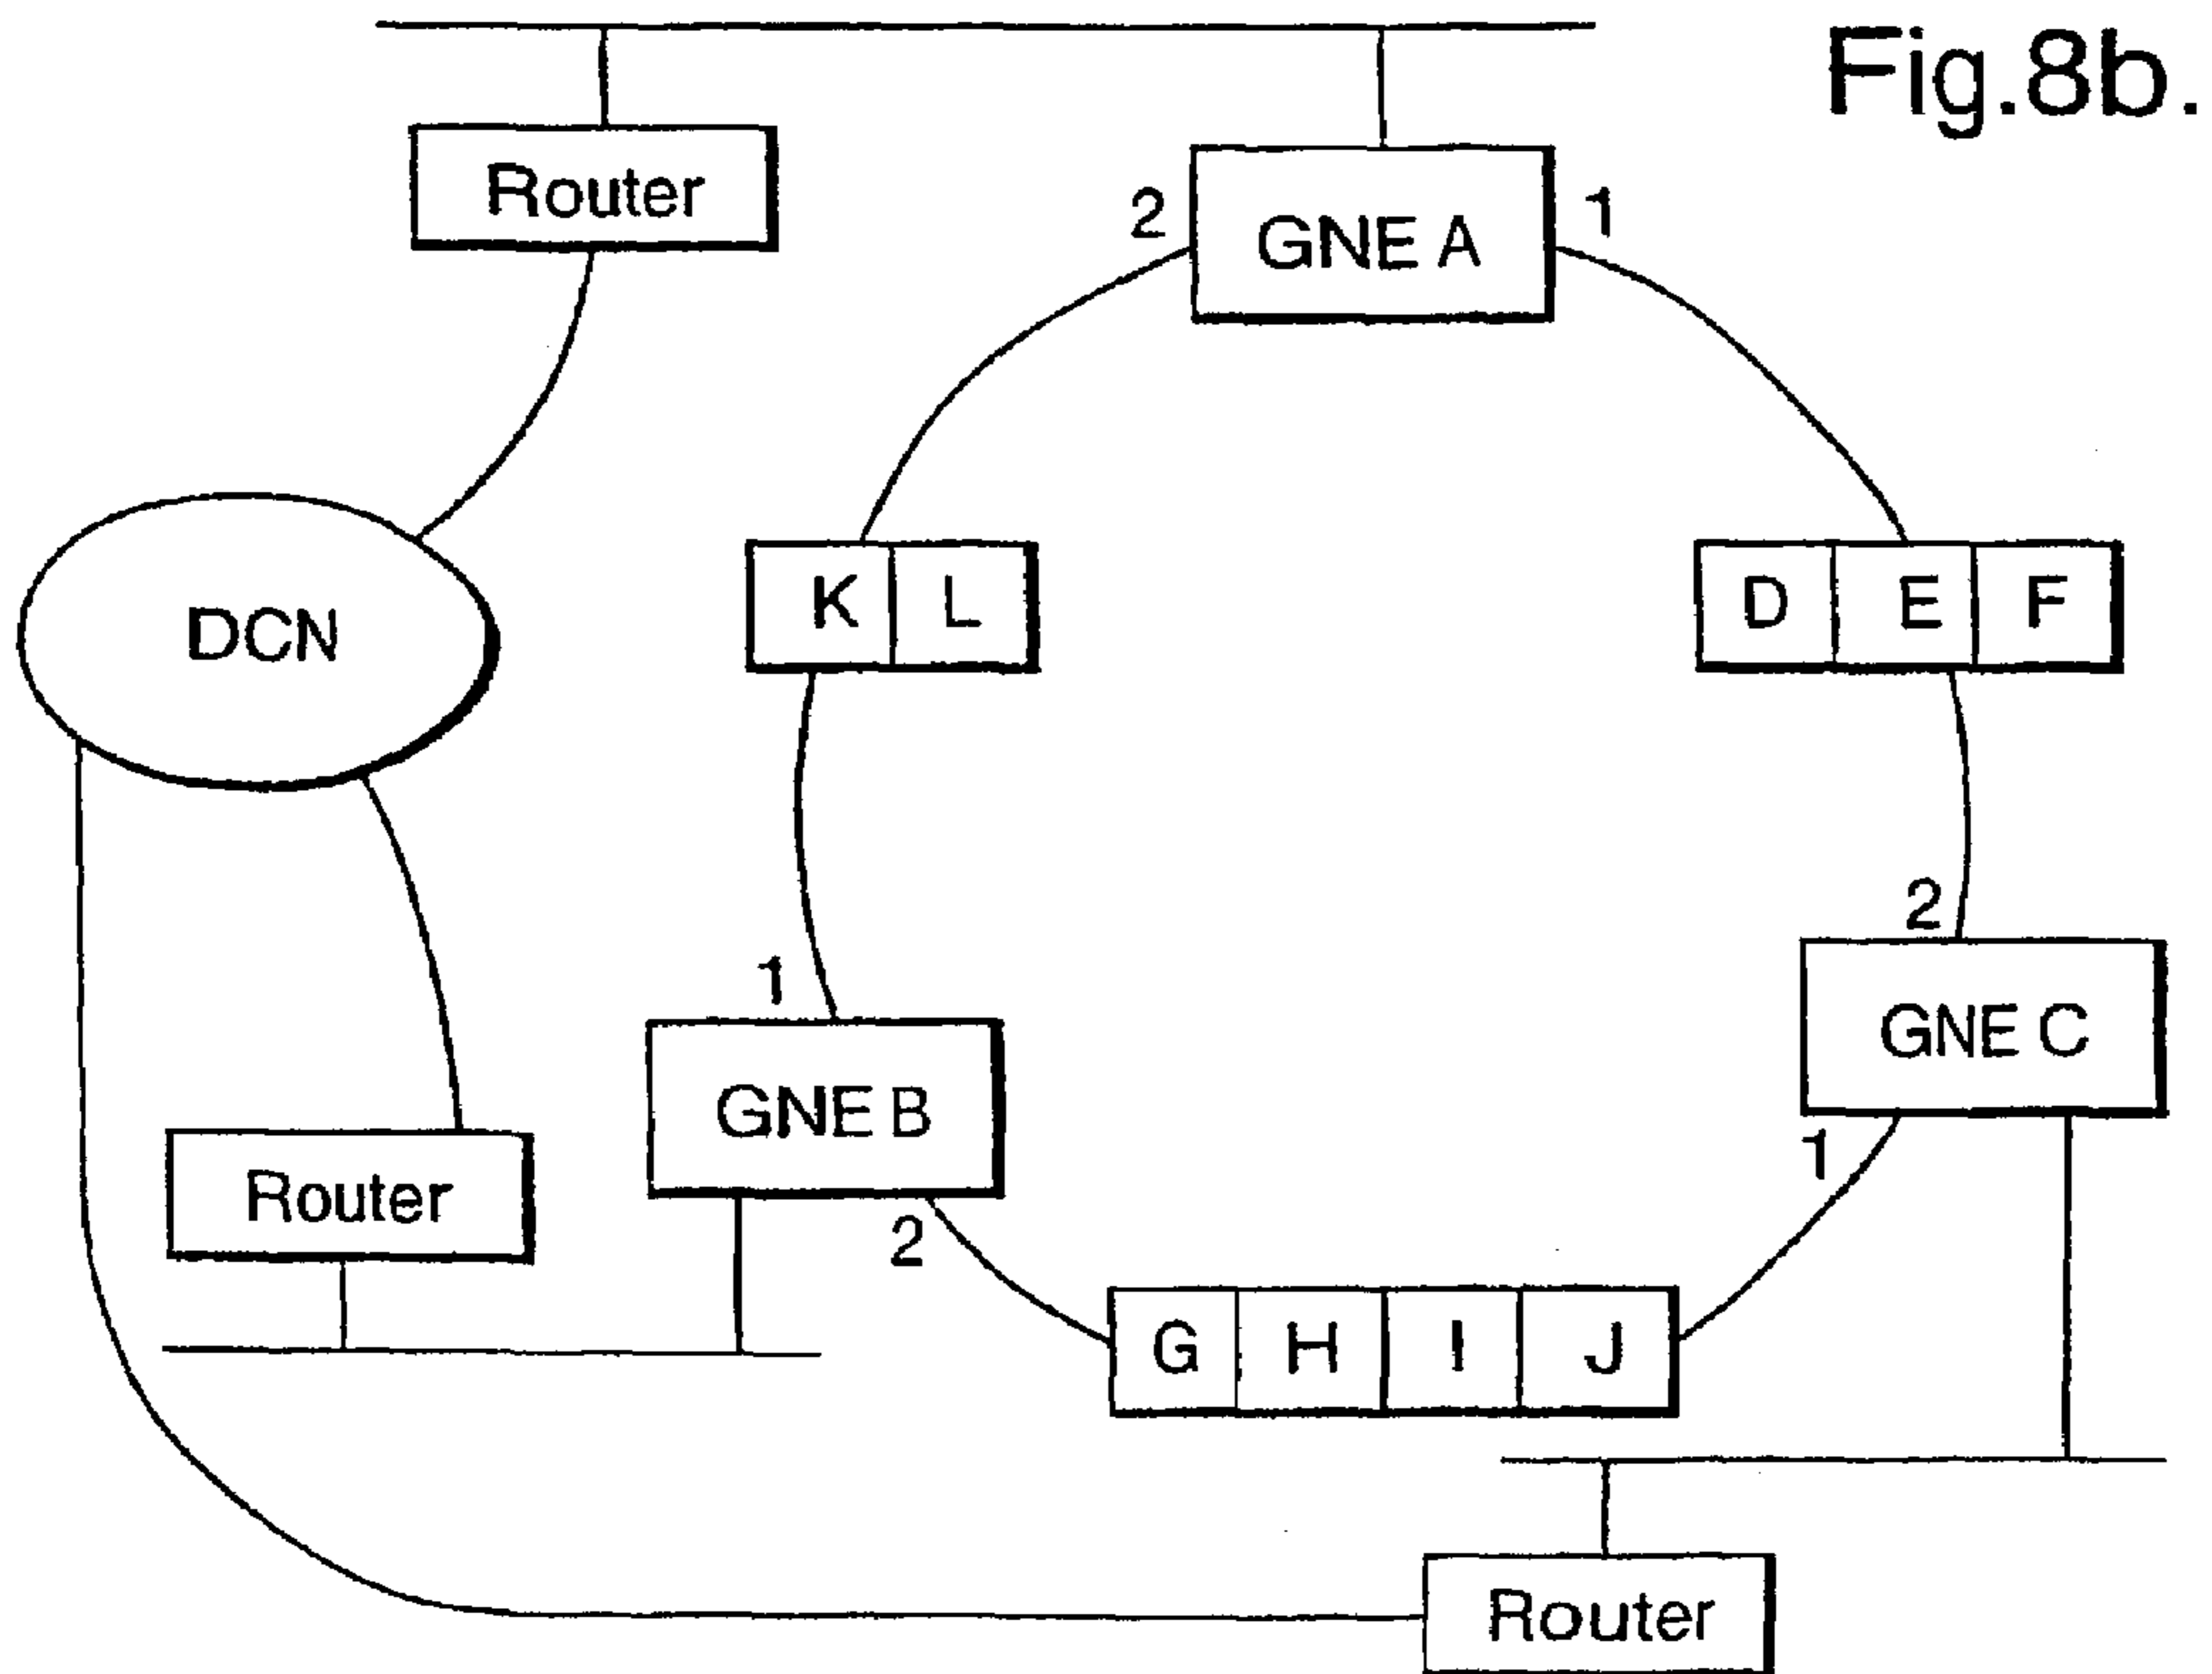 Fig.8b.
Router
2
GNE A
1
DCN
K L
D E F
2
1
GNE C
GNE B
1
Router
2
G H I J
Router